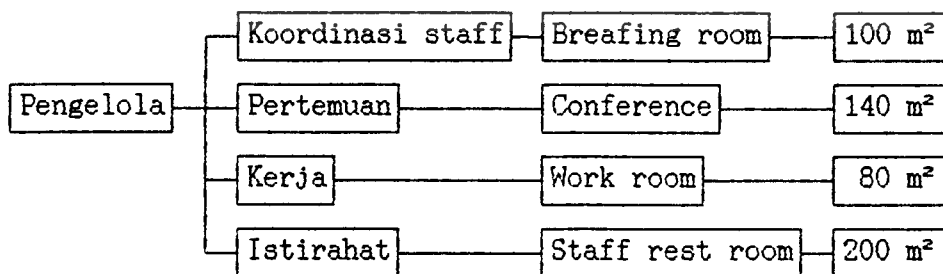 Koordinasi staff Breafing room 100 m²
Pengelola Pertemuan Conference 140 m²
Kerja Work room 80 m²
Istirahat Staff rest room 200 m²